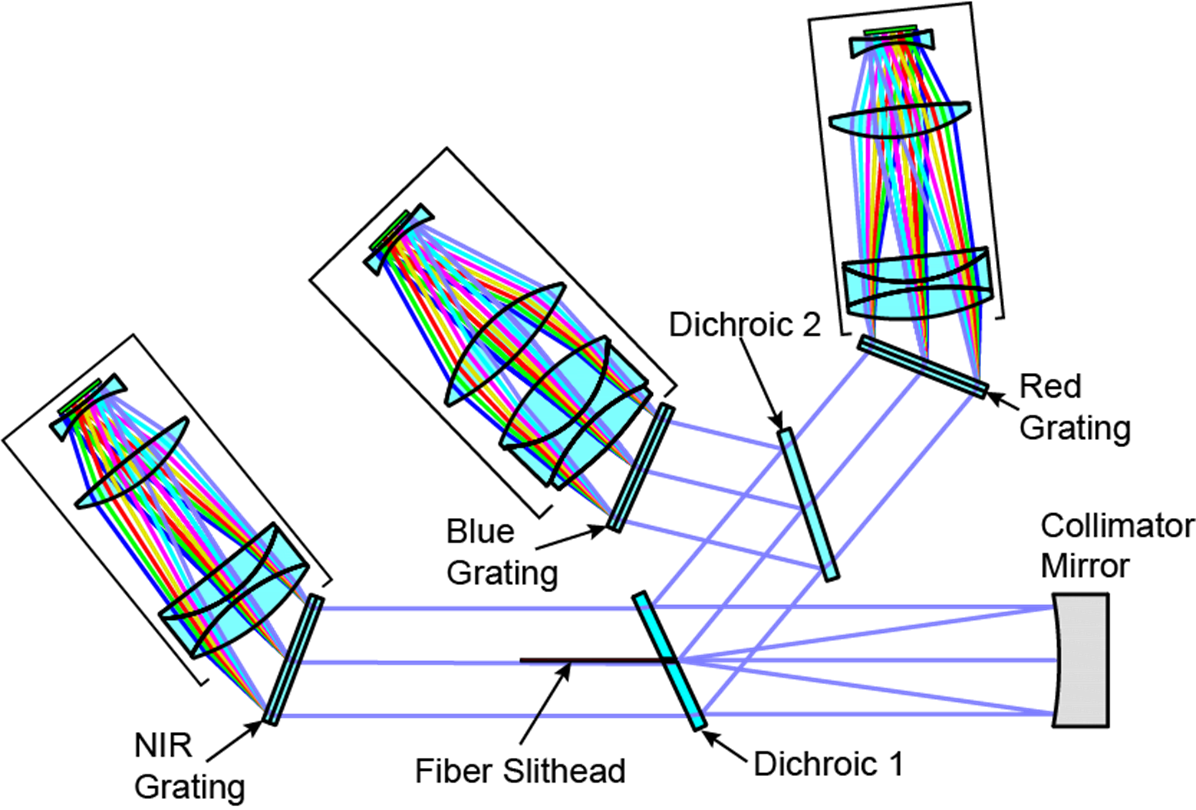 Dichroic 2
Red
Grating
Blue
Grating
Collimator
Mirror
NIR
Grating
Fiber Slithead
Dichroic 1